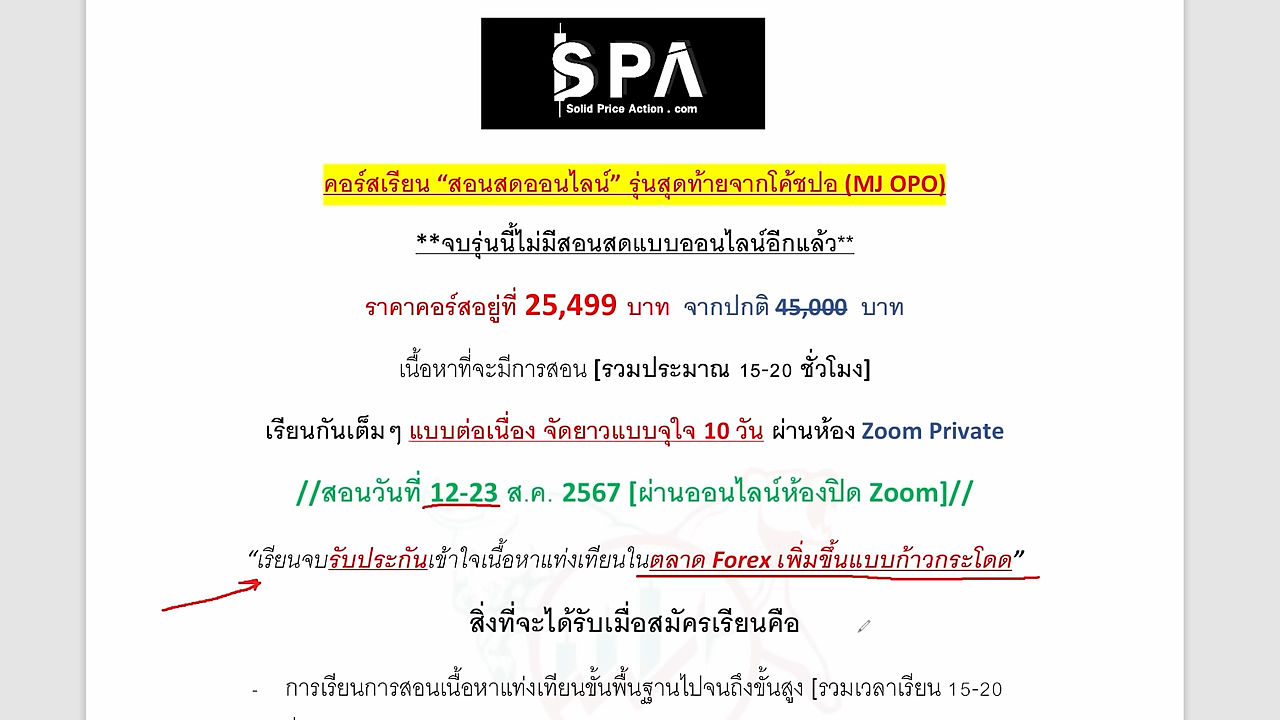 SPA
Solid Price Action . com
คอร์สเรียน “สอนสดออนไลน์” รุ่นสุดท้ายจากโค้ชปอ (MJ OPO)
**จบรุ่นนี้ไม่มีสอนสดแบบออนไลน์อีกแล้ว**
ราคาคอร์สอยู่ที่ 25,499 บาท จากปกติ 45,000 บาท
เนื้อหาที่จะมีการสอน [รวมประมาณ 15-20 ชั่วโมง]
เรียนกันเต็มๆ แบบต่อเนื่อง จัดยาวแบบจุใจ 10 วัน ผ่านห้อง Zoom Private
//สอนวันที่ 12-23 ส.ค. 2567 [ผ่านออนไลน์ห้องปิด Zoom]//
“เรียนจบรับประกันเข้าใจเนื้อหาแท่งเทียนในตลาด Forex เพิ่มขึ้นแบบก้าวกระโดด”
สิ่งที่จะได้รับเมื่อสมัครเรียนคือ
- การเรียนการสอนเนื้อหาแท่งเทียนขั้นพื้นฐานไปจนถึงขั้นสูง [รวมเวลาเรียน 15-20